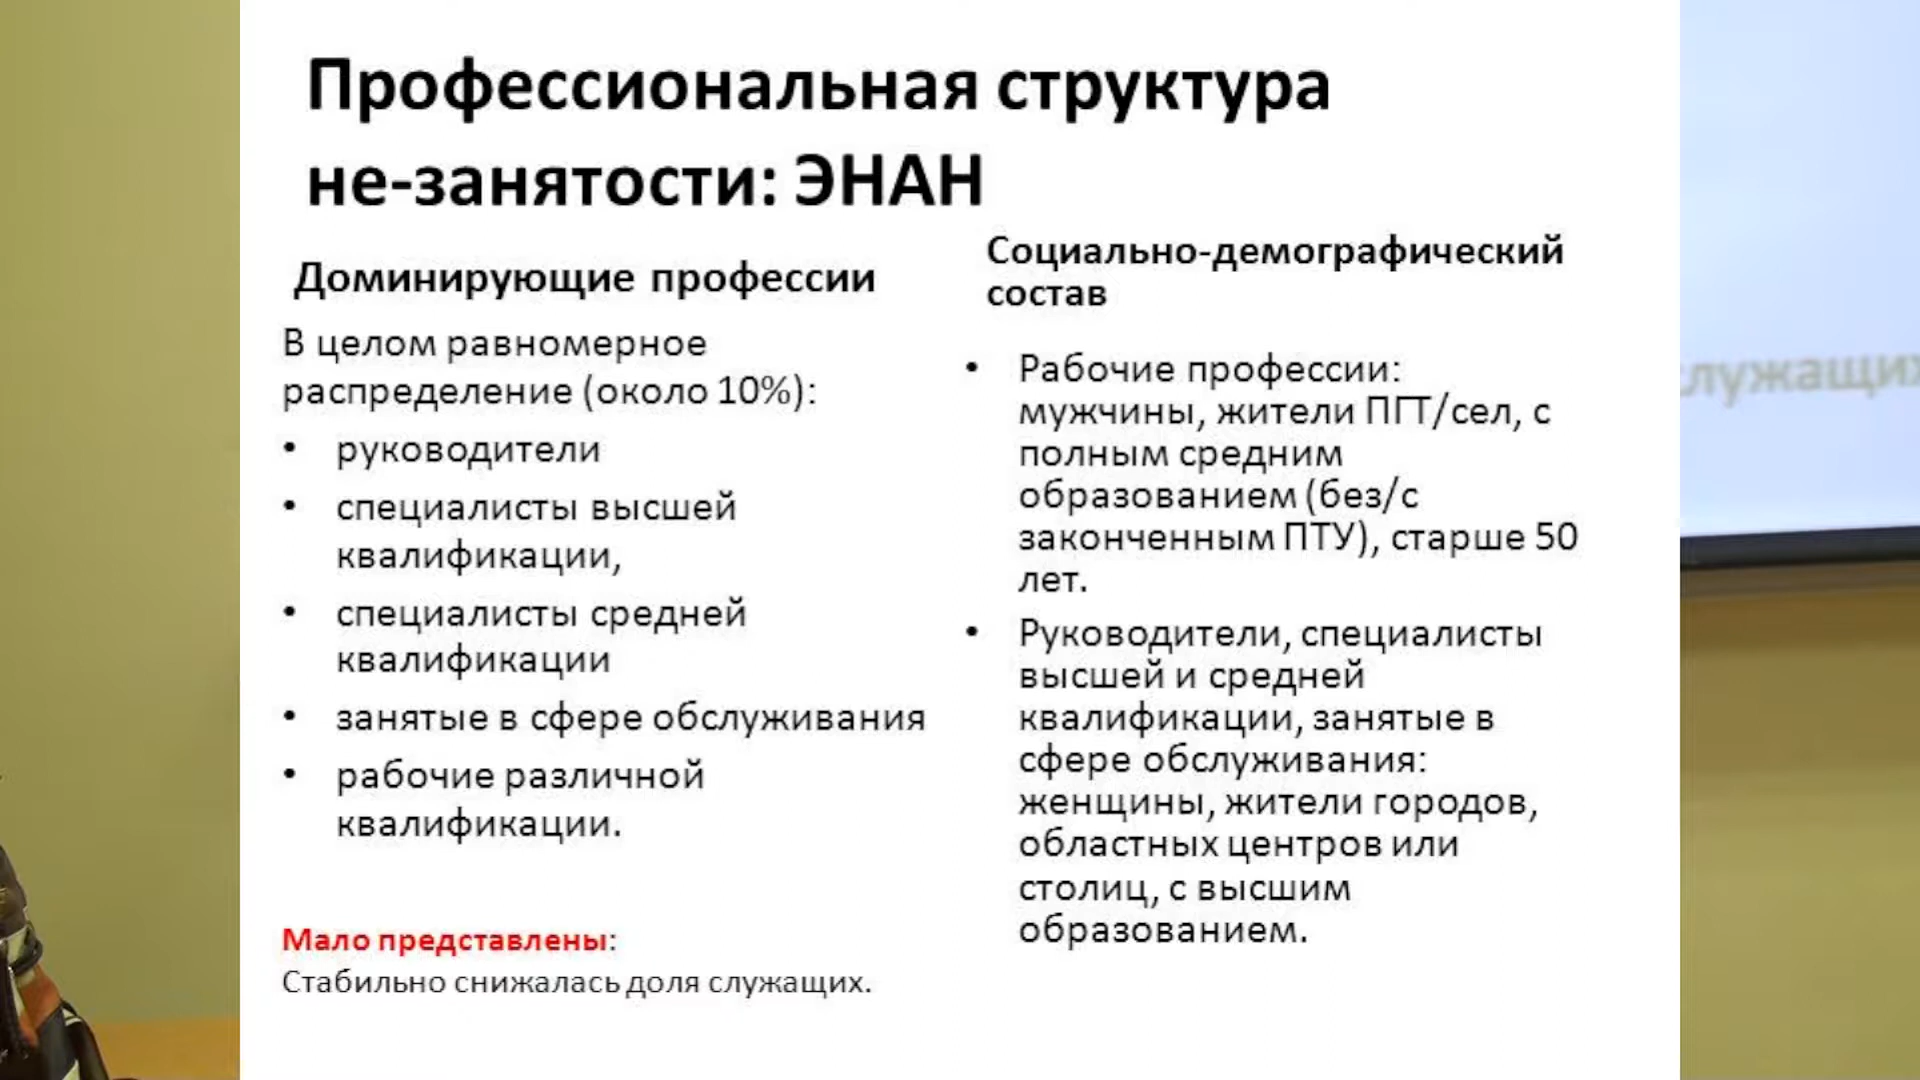 Профессиональная структура
не-занятости: ЭНАН
Доминирующие профессии
В целом равномерное
распределение (около 10%):
• руководители
• специалисты высшей
квалификации,
• специалисты средней
квалификации
• занятые в сфере обслуживания
• рабочие различной
квалификации.
Мало представлены:
Стабильно снижалась доля служащих.
Социально-демографический
состав
• Рабочие профессии:
мужчины, жители ПГТ/сел, с
полным средним
образованием (без/с
законченным ПТУ), старше 50
лет.
• Руководители, специалисты
высшей и средней
квалификации, занятые в
сфере обслуживания:
женщины, жители городов,
областных центров или
столиц, с высшим
образованием.